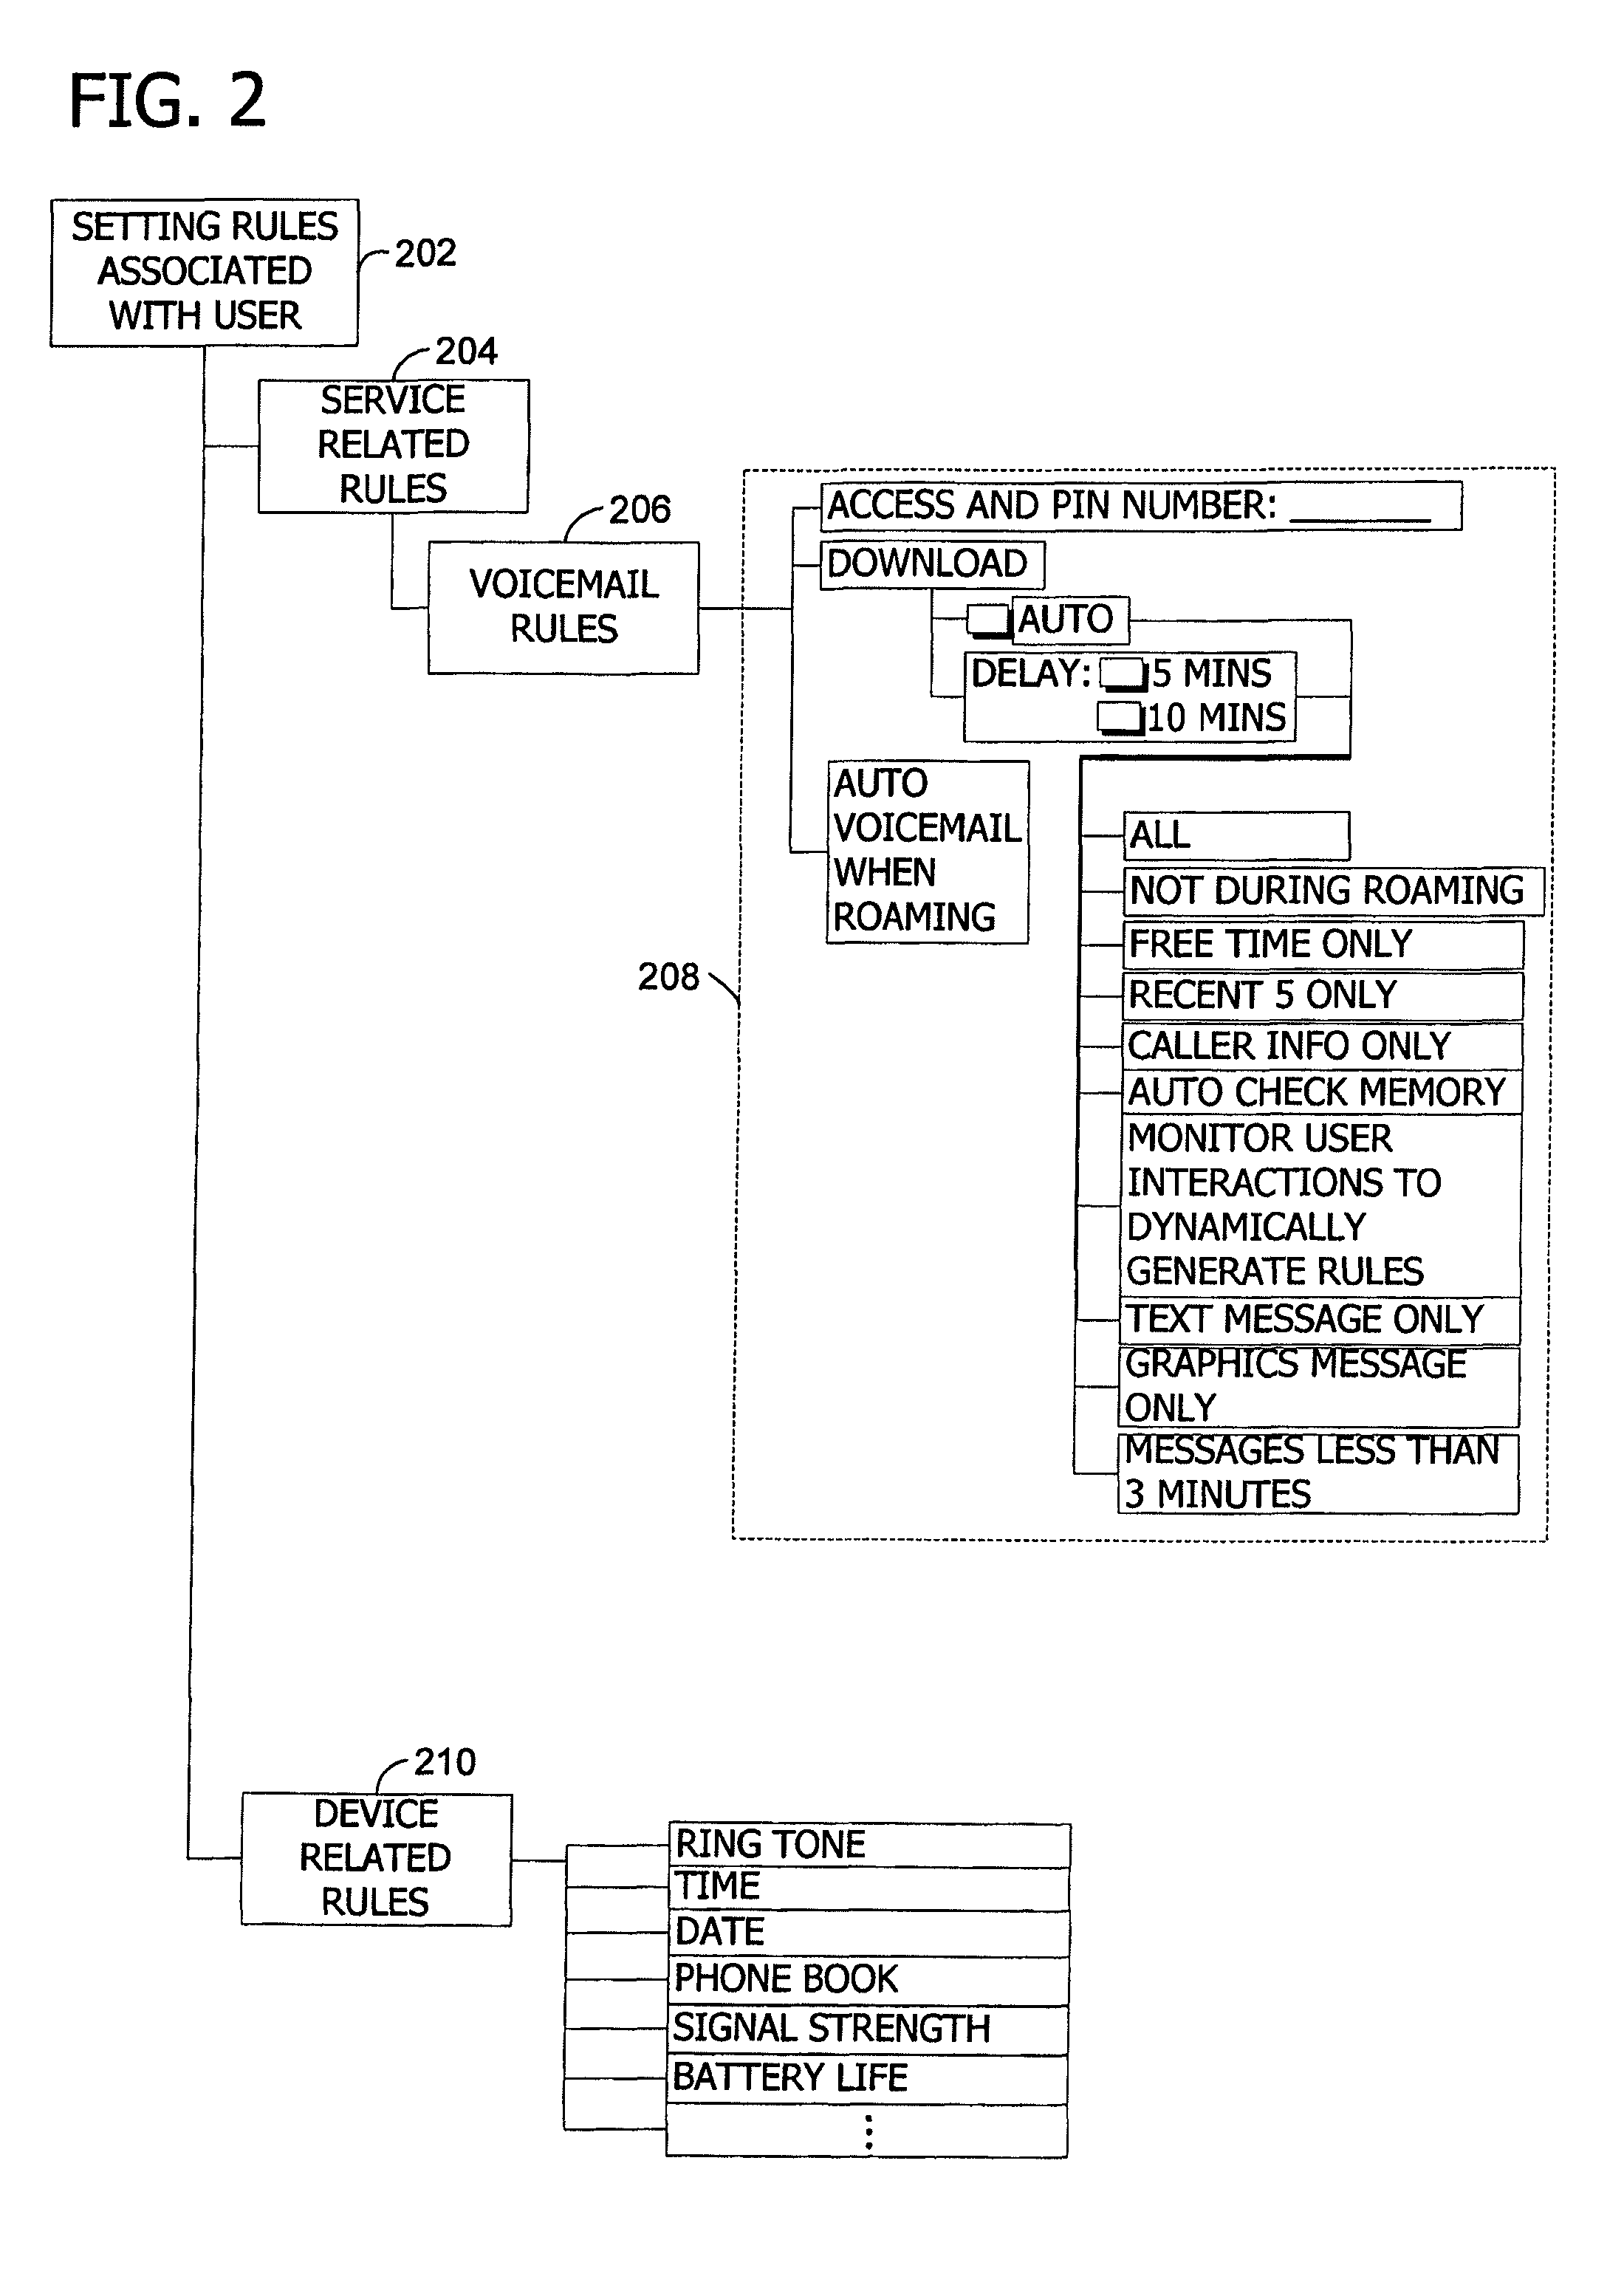 FIG. 2
SETTING RULES
ASSOCIATED
WITH USER
202
204
SERVICE
RELATED
RULES
206
VOICEMAIL
RULES
ACCESS AND PIN NUMBER: ________
DOWNLOAD
AUTO
DELAY: 5 MINS
10 MINS
AUTO
VOICEMAIL
WHEN
ROAMING
208
ALL
NOT DURING ROAMING
FREE TIME ONLY
RECENT 5 ONLY
CALLER INFO ONLY
AUTO CHECK MEMORY
MONITOR USER
INTERACTIONS TO
DYNAMICALLY
GENERATE RULES
TEXT MESSAGE ONLY
GRAPHICS MESSAGE
ONLY
MESSAGES LESS THAN
3 MINUTES
210
DEVICE
RELATED
RULES
RING TONE
TIME
DATE
PHONE BOOK
SIGNAL STRENGTH
BATTERY LIFE
⋮